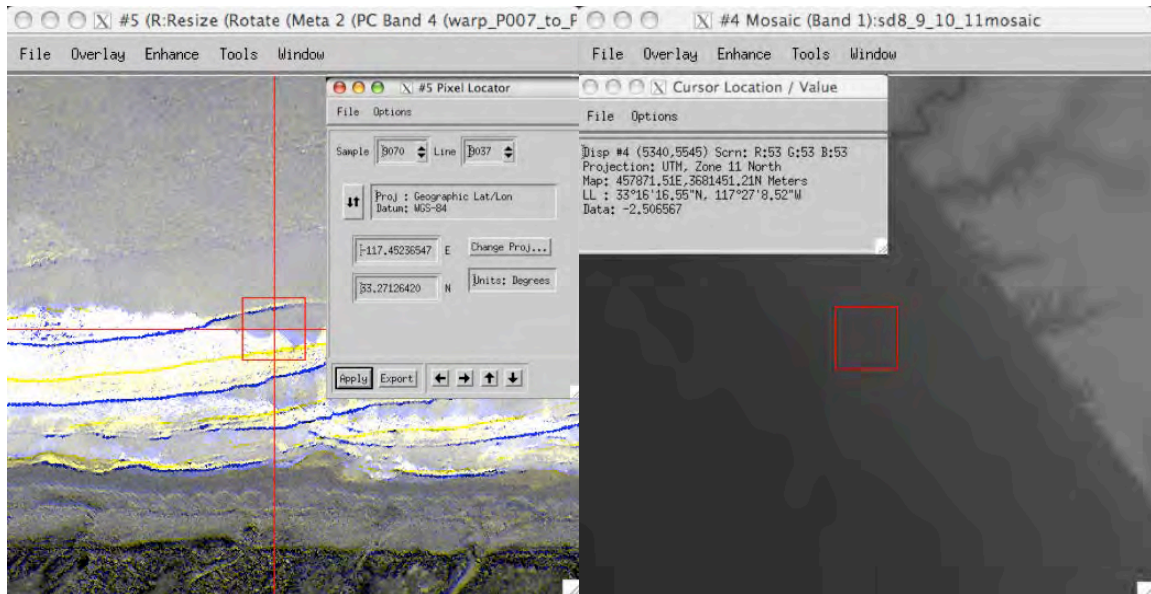 #5 (R:Resize (Rotate (Meta 2 (PC Band 4 (warp_P007_to_P
File Overlay Enhance Tools Window
#5 Pixel Locator
File Options
Sample 9070 Line 9037
Proj : Geographic Lat/Lon
Datum: WGS-84
-117.45236547 E Change Proj...
33.27126420 N Units: Degrees
Apply Export
#4 Mosaic (Band 1):sd8_9_10_11mosaic
File Overlay Enhance Tools Window
Cursor Location / Value
File Options
Disp #4 (5340,5545) Scrn: R:53 G:53 B:53
Projection: UTM, Zone 11 North
Map: 457871.51E,3681451.21N Meters
LL : 33°16'16.55"N, 117°27'8.52"W
Data: -2.506567